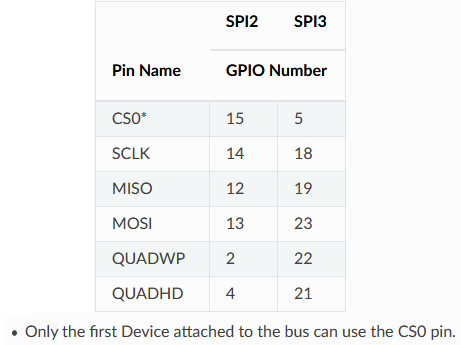 SPI2 SPI3
Pin Name GPIO Number
CS0* 15 5
SCLK 14 18
MISO 12 19
MOSI 13 23
QUADWP 2 22
QUADHD 4 21
• Only the first Device attached to the bus can use the CS0 pin.